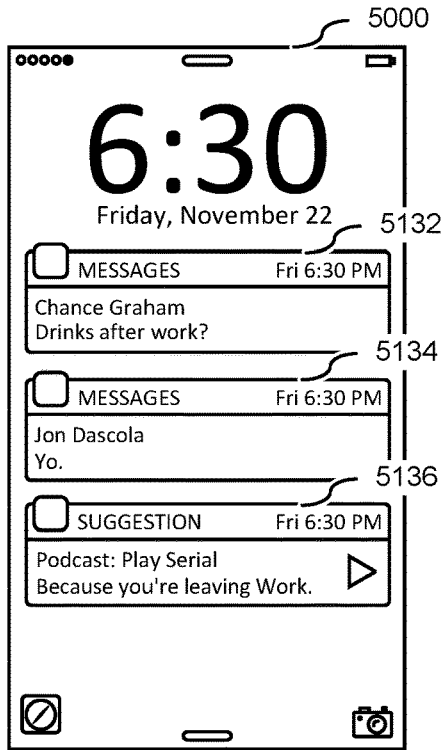 5000
6:30
Friday, November 22
5132
MESSAGES Fri 6:30 PM
Chance Graham
Drinks after work?
5134
MESSAGES Fri 6:30 PM
Jon Dascola
Yo.
5136
SUGGESTION Fri 6:30 PM
Podcast: Play Serial
Because you're leaving Work.